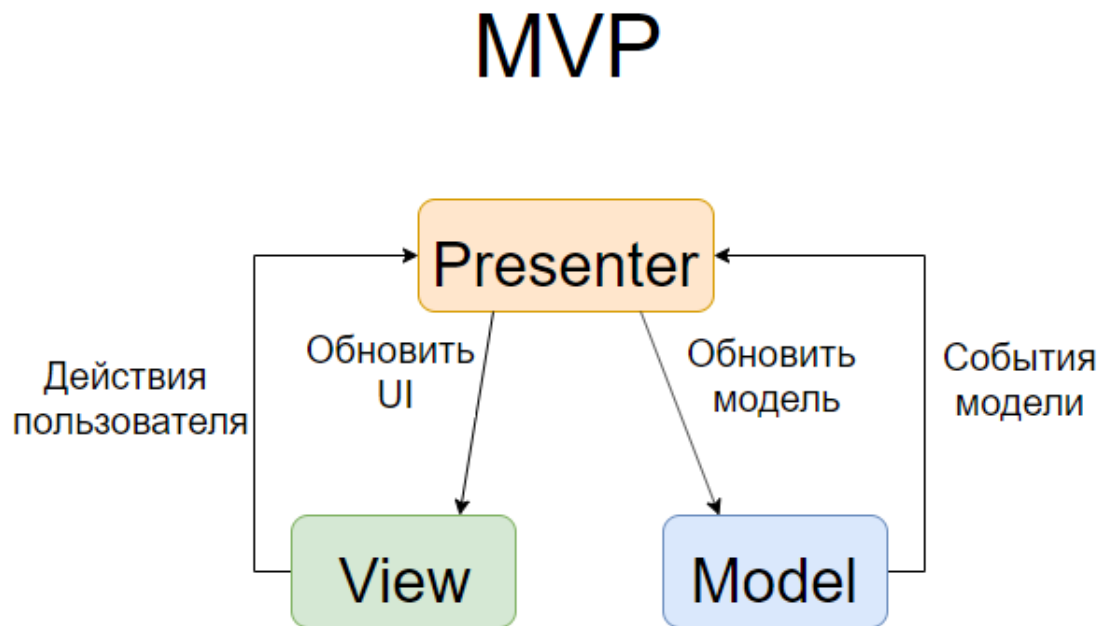 MVP
Presenter
Действия
пользователя
Обновить
UI
Обновить
модель
События
модели
View
Model